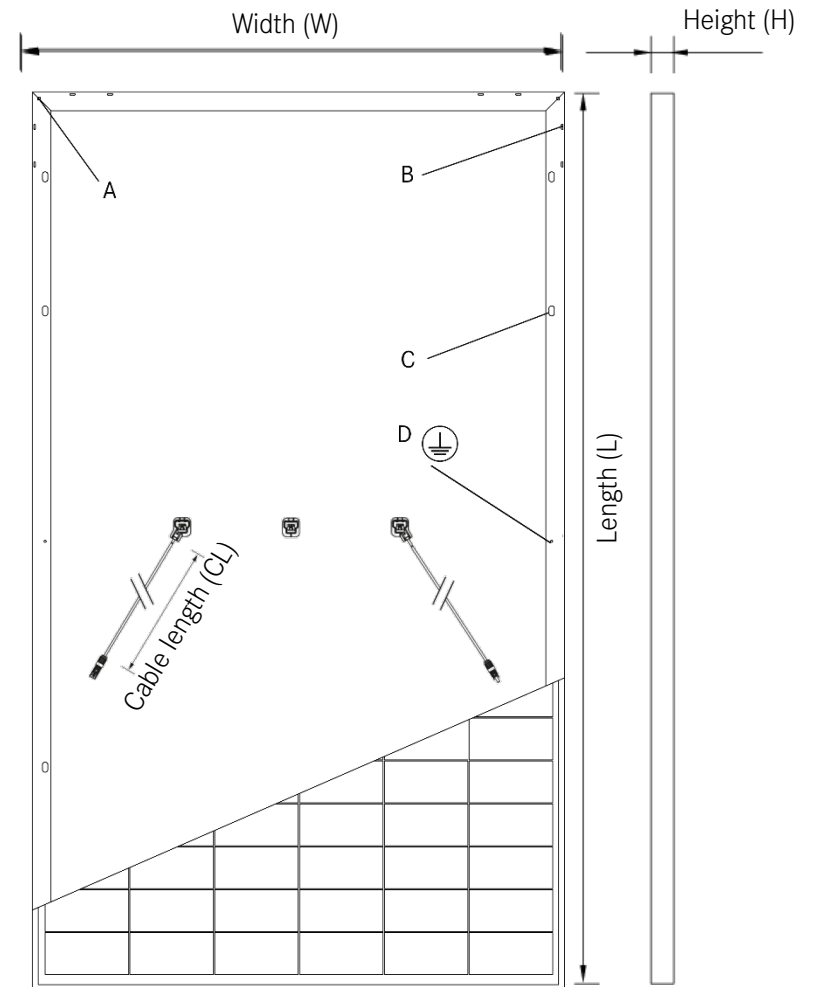 Width (W)
Height (H)
A
B
C
D
Length (L)
Cable length (CL)